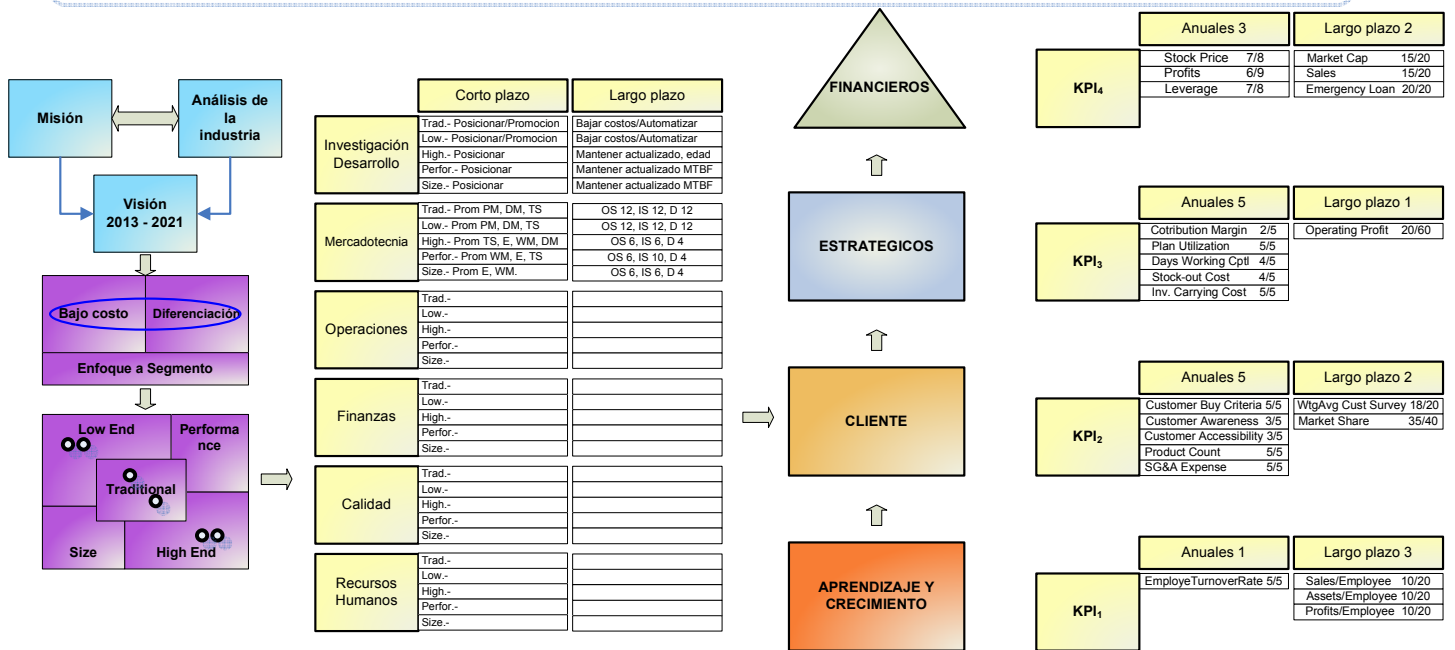 Misión
Análisis de
la
industria
Visión
2013 - 2021
Bajo costo
Diferenciación
Enfoque a Segmento
Low End
Performa
nce
Traditional
Size
High End
Corto plazo
Largo plazo
Investigación
Desarrollo
Trad.- Posicionar/Promocion
Bajar costos/Automatizar
Low.- Posicionar/Promocion
Bajar costos/Automatizar
High.- Posicionar
Mantener actualizado, edad
Perfor.- Posicionar
Mantener actualizado MTBF
Size.- Posicionar
Mantener actualizado MTBF
Mercadotecnia
Trad.- Prom PM, DM, TS
OS 12, IS 12, D 12
Low.- Prom PM, DM, TS
OS 12, IS 12, D 12
High.- Prom TS, E, WM, DM
OS 6, IS 6, D 4
Perfor.- Prom WM, E, TS
OS 6, IS 10, D 4
Size.- Prom E, WM.
OS 6, IS 6, D 4
Operaciones
Trad.-
Low.-
High.-
Perfor.-
Size.-
Finanzas
Trad.-
Low.-
High.-
Perfor.-
Size.-
Calidad
Trad.-
Low.-
High.-
Perfor.-
Size.-
Recursos
Humanos
Trad.-
Low.-
High.-
Perfor.-
Size.-
FINANCIEROS
ESTRATEGICOS
CLIENTE
APRENDIZAJE Y
CRECIMIENTO
Anuales 3
Largo plazo 2
KPI4
Stock Price 7/8
Profits 6/9
Leverage 7/8
Market Cap 15/20
Sales 15/20
Emergency Loan 20/20
Anuales 5
Largo plazo 1
KPI3
Cotribution Margin 2/5
Plan Utilization 5/5
Days Working Cptl 4/5
Stock-out Cost 4/5
Inv. Carrying Cost 5/5
Operating Profit 20/60
Anuales 5
Largo plazo 2
KPI2
Customer Buy Criteria 5/5
Customer Awareness 3/5
Customer Accessibility 3/5
Product Count 5/5
SG&A Expense 5/5
WtgAvg Cust Survey 18/20
Market Share 35/40
Anuales 1
Largo plazo 3
KPI1
EmployeTurnoverRate 5/5
Sales/Employee 10/20
Assets/Employee 10/20
Profits/Employee 10/20